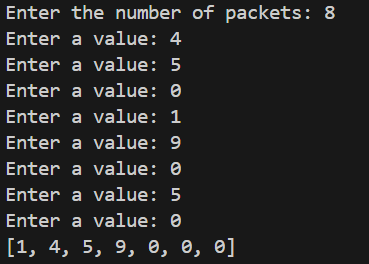 Enter the number of packets: 8
Enter a value: 4
Enter a value: 5
Enter a value: 0
Enter a value: 1
Enter a value: 9
Enter a value: 0
Enter a value: 5
Enter a value: 0
[1, 4, 5, 9, 0, 0, 0]